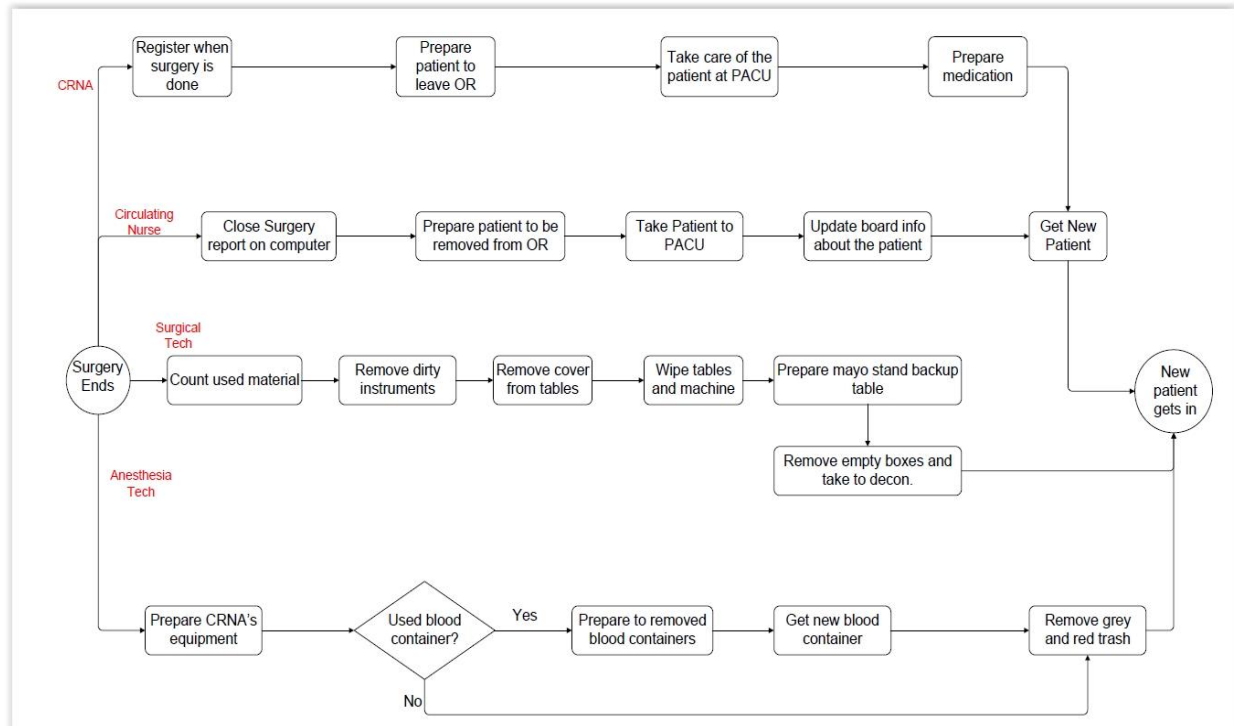 Register when
surgery is
done
Prepare
patient to
leave OR
Take care of the
patient at PACU
Prepare
medication
CRNA
Circulating
Nurse
Close Surgery
report on computer
Prepare patient to be
removed from OR
Take Patient to
PACU
Update board info
about the patient
Get New
Patient
Surgical
Tech
Surgery
Ends
Count used material
Remove dirty
instruments
Remove cover
from tables
Wipe tables
and machine
Prepare mayo stand backup
table
New
patient
gets in
Remove empty boxes and
take to decon.
Anesthesia
Tech
Prepare CRNA's
equipment
Used blood
container?
Yes
Prepare to removed
blood containers
Get new blood
container
Remove grey
and red trash
No